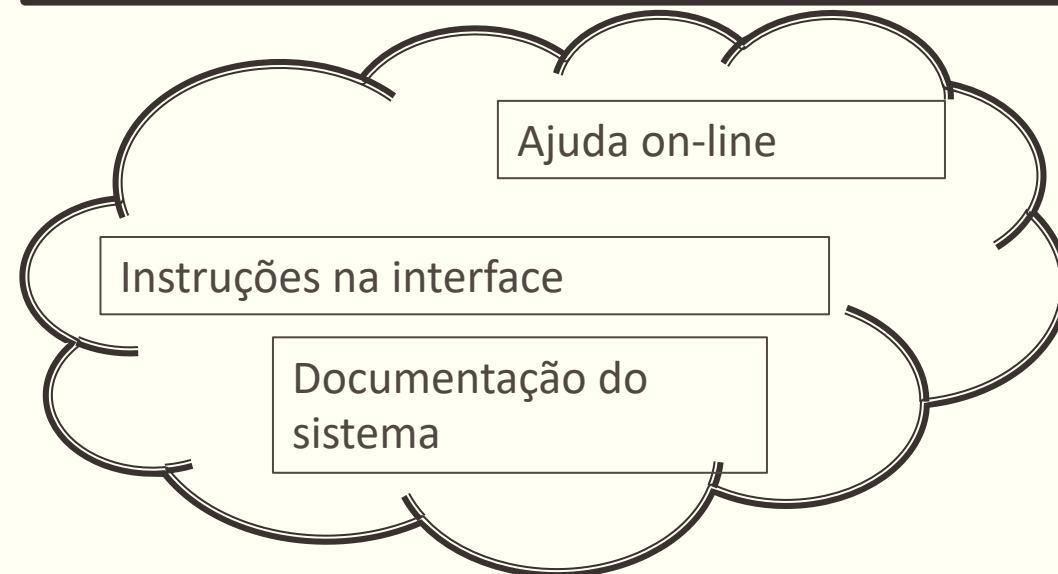 Ajuda on-line
Instruções na interface
Documentação do
sistema